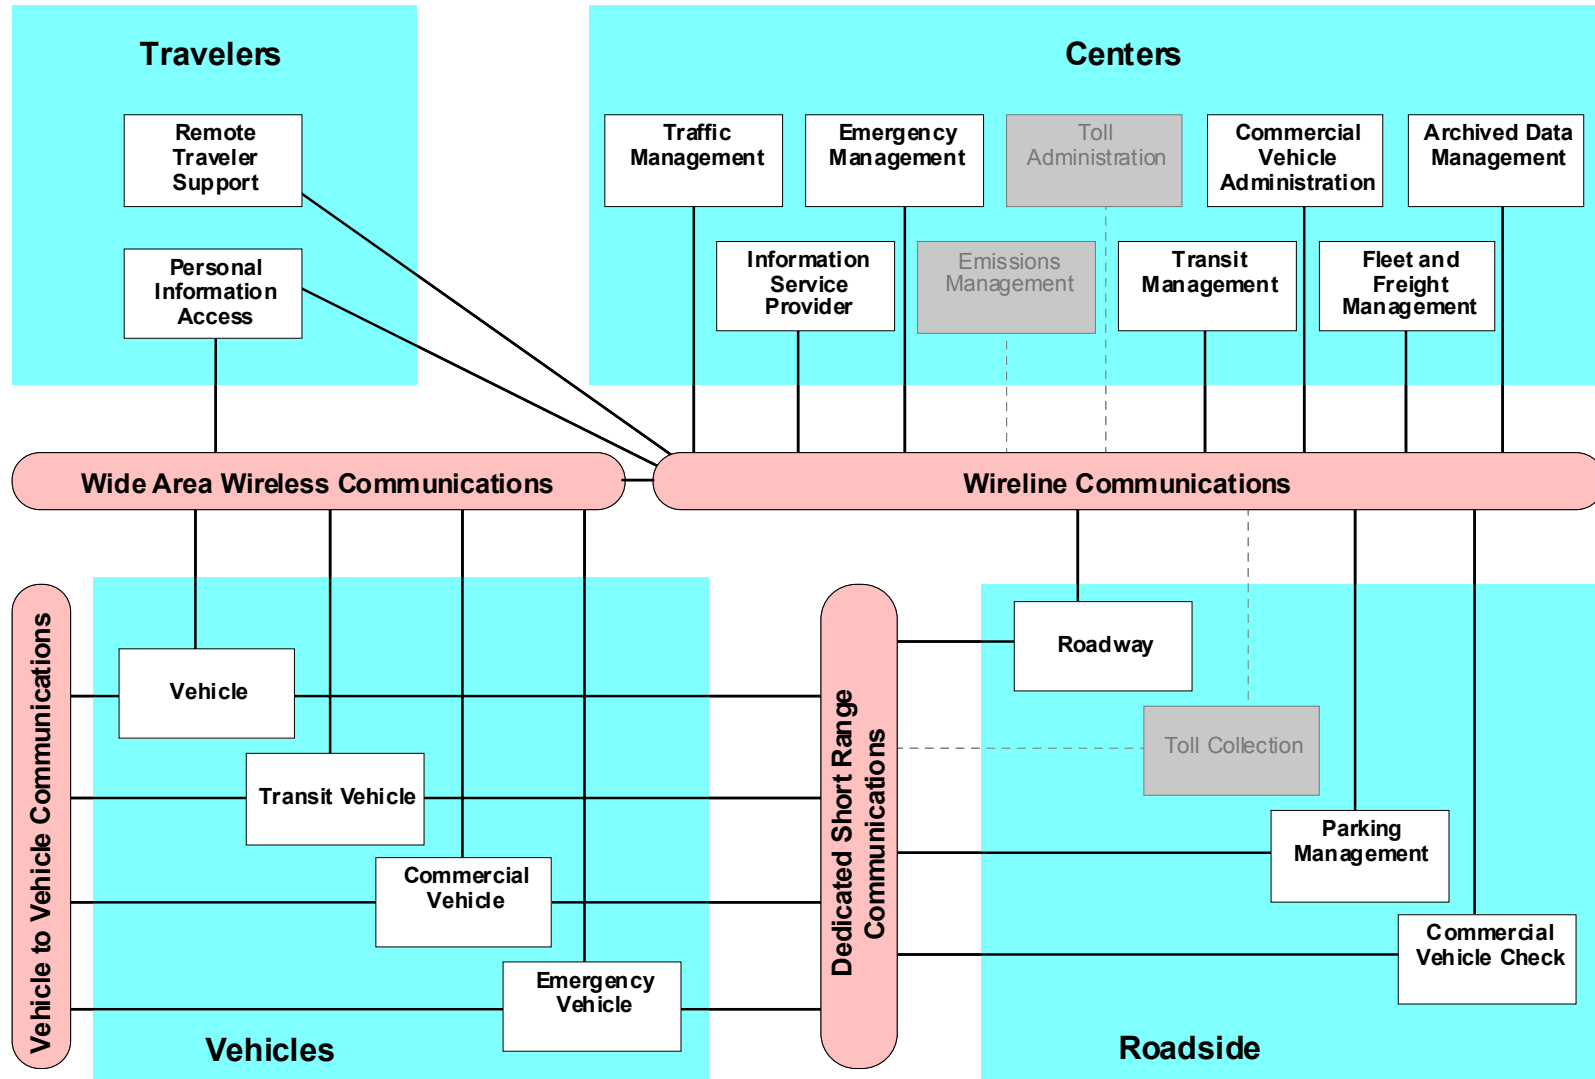 Travelers
Centers
Remote
Traveler
Support
Personal
Information
Access
Traffic
Management
Emergency
Management
Toll
Administration
Commercial
Vehicle
Administration
Archived Data
Management
Information
Service
Provider
Emissions
Management
Transit
Management
Fleet and
Freight
Management
Wide Area Wireless Communications
Wireline Communications
Vehicle to Vehicle Communications
Vehicle
Transit Vehicle
Commercial
Vehicle
Emergency
Vehicle
Vehicles
Dedicated Short Range
Communications
Roadway
Toll Collection
Parking
Management
Commercial
Vehicle Check
Roadside